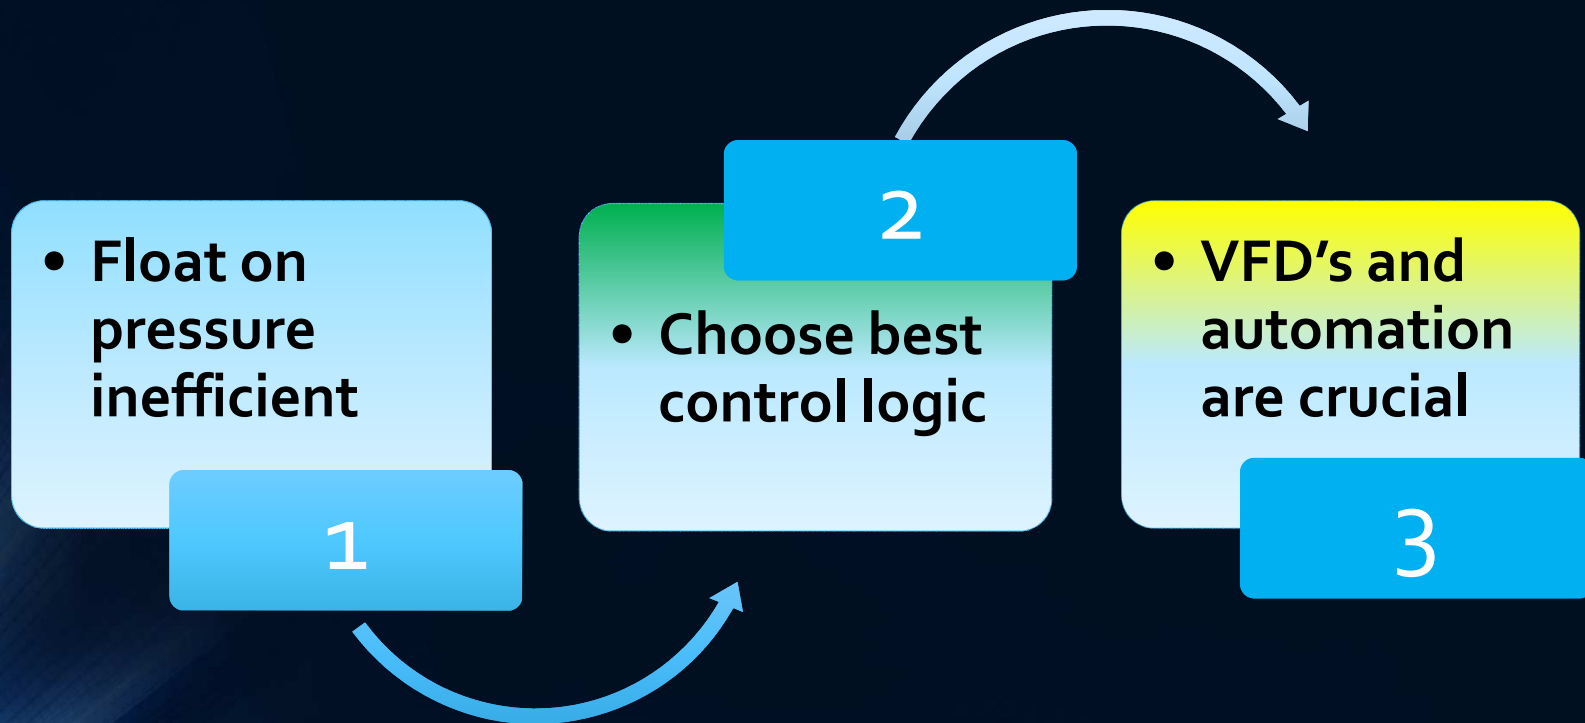 • Float on
pressure
inefficient
1
2
• Choose best
control logic
• VFD’s and
automation
are crucial
3